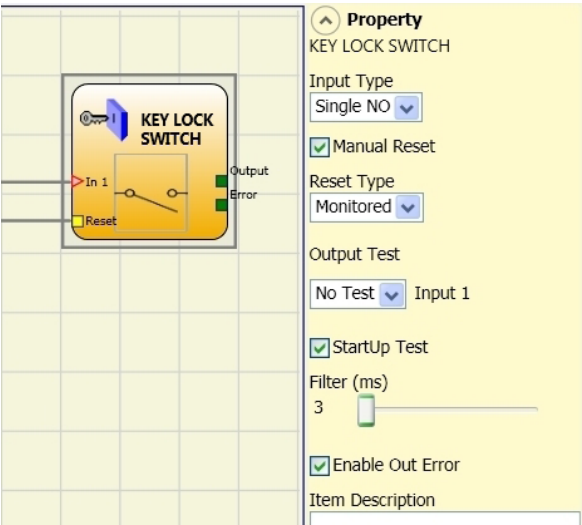 KEY LOCK
SWITCH
In 1
Output
Error
Reset
Property
KEY LOCK SWITCH
Input Type
Single NO
Manual Reset
Reset Type
Monitored
Output Test
No Test Input 1
StartUp Test
Filter (ms)
3
Enable Out Error
Item Description